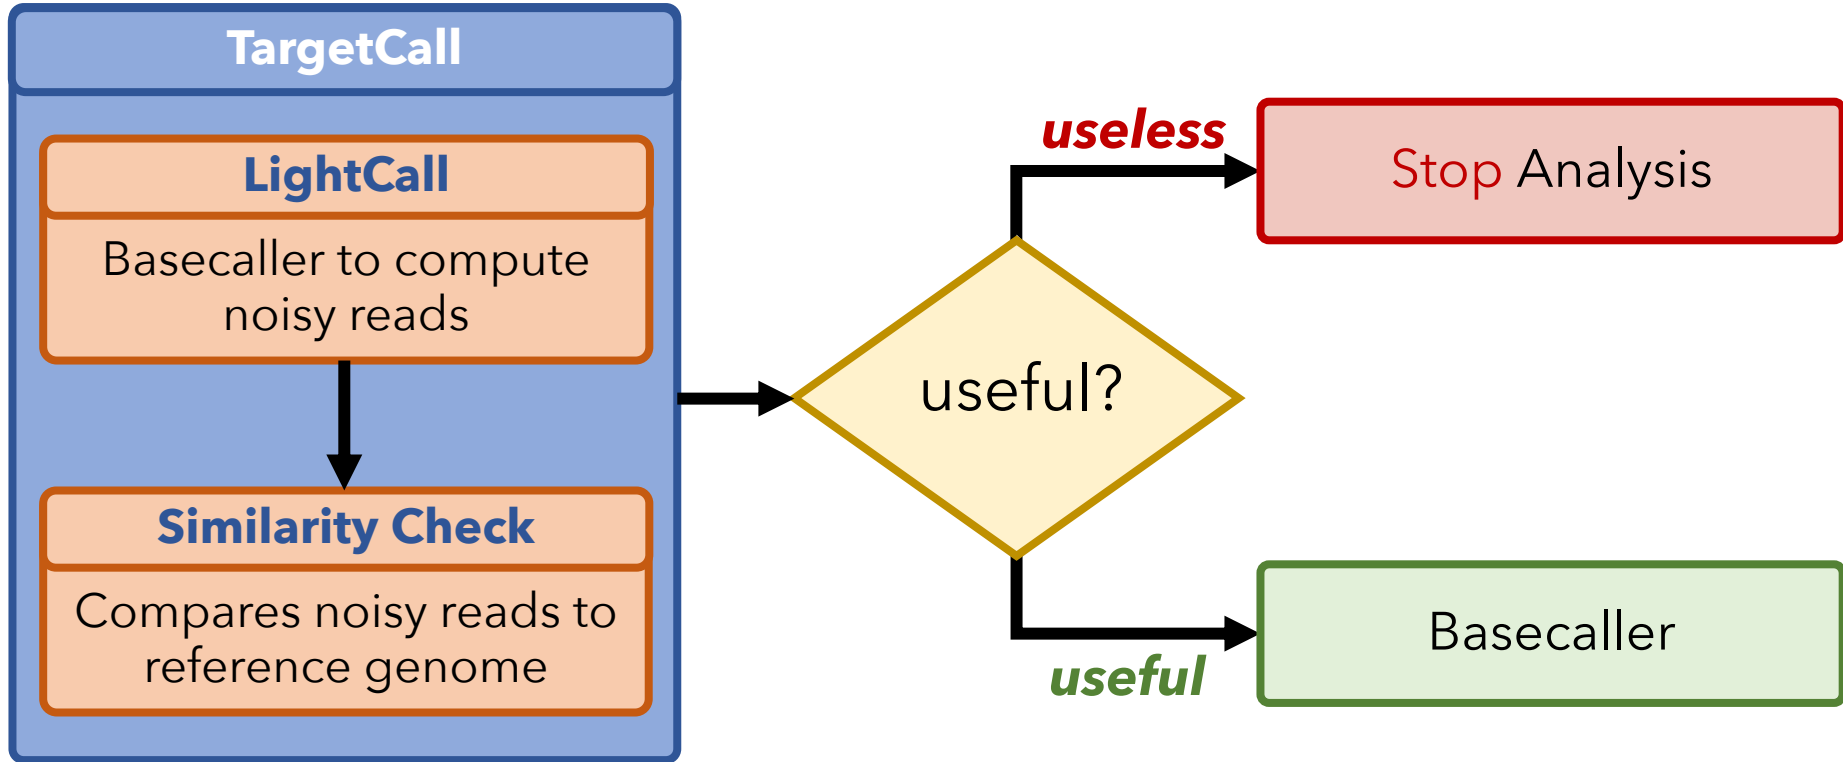 TargetCall
LightCall
Basecaller to compute
noisy reads
Similarity Check
Compares noisy reads to
reference genome
useful?
useless
Stop Analysis
useful
Basecaller